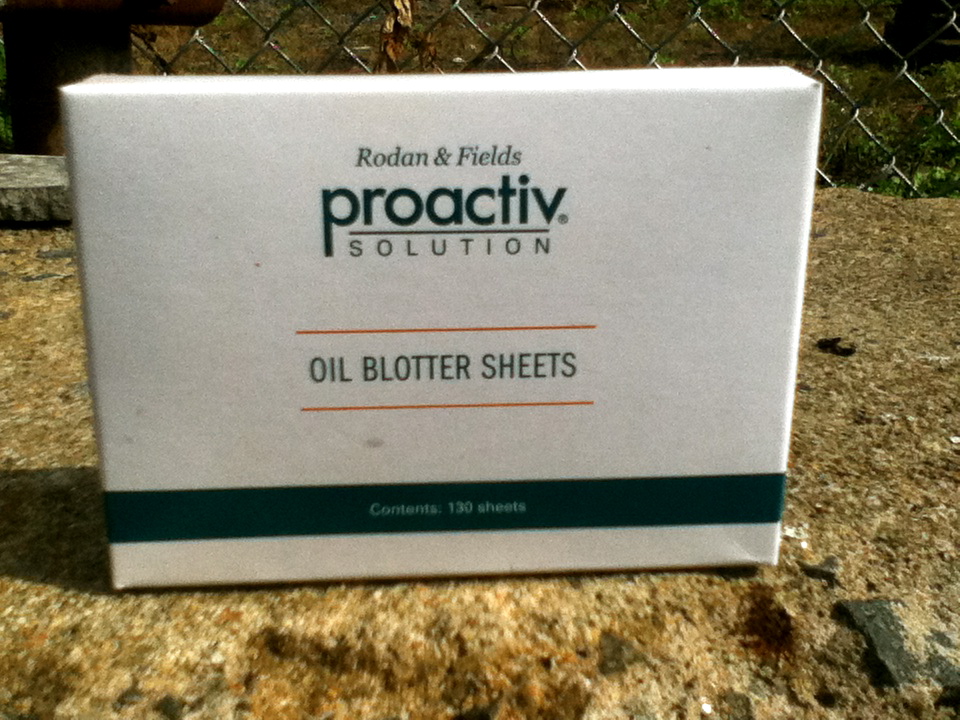 Rodan & Fields
proactiv®
SOLUTION
OIL BLOTTER SHEETS
Contents: 130 sheets